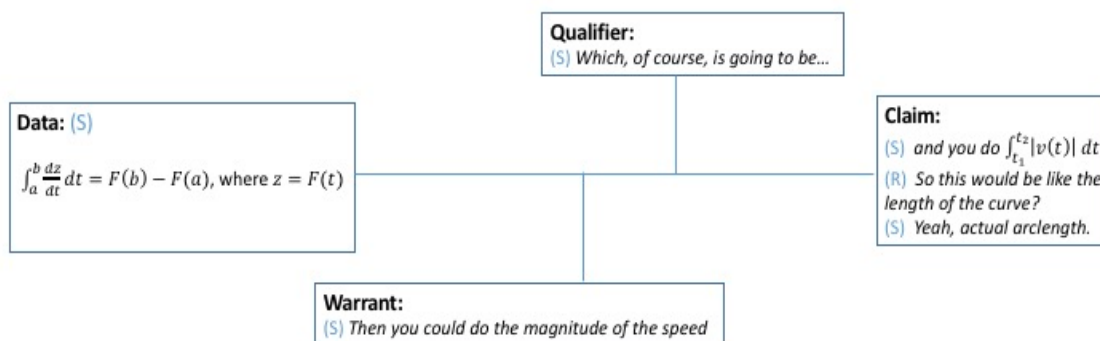 Qualifier:
(S) Which, of course, is going to be...
Data: (S)
∫_a^b dz/dt dt = F(b) − F(a), where z = F(t)
Claim:
(S) and you do ∫_{t_1}^{t_2}|v(t)| dt
(R) So this would be like the
length of the curve?
(S) Yeah, actual arclength.
Warrant:
(S) Then you could do the magnitude of the speed